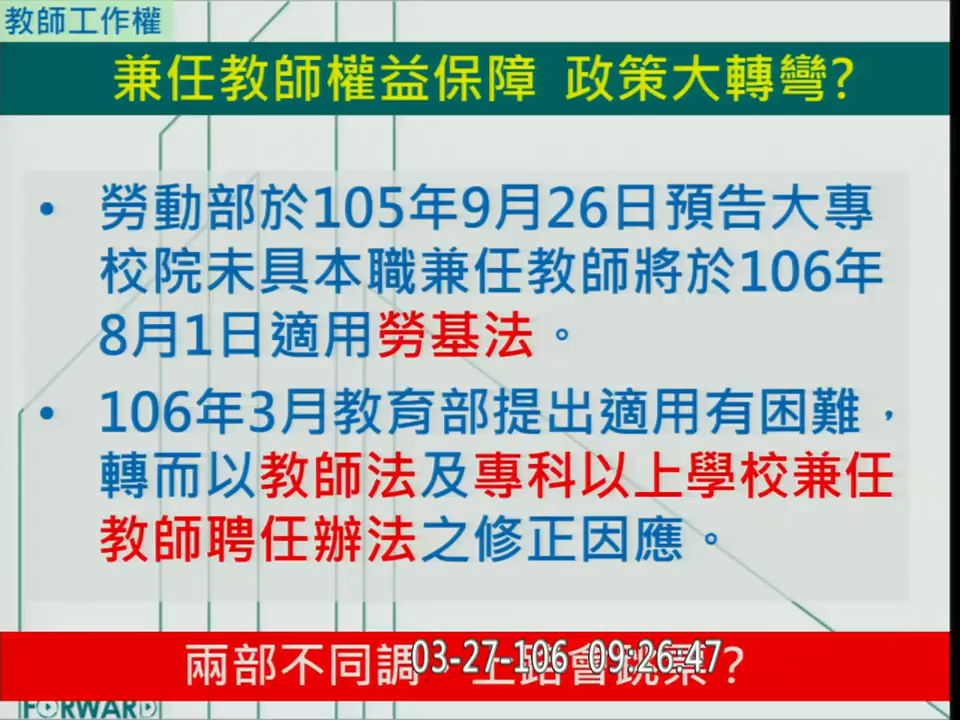 教師工作權
兼任教師權益保障 政策大轉彎?
• 勞動部於105年9月26日預告大專
校院未具本職兼任教師將於106年
8月1日適用勞基法。
• 106年3月教育部提出適用有困難,
轉而以教師法及專科以上學校兼任
教師聘任辦法之修正因應。
兩部不同調 會跳票?
03-27-106 09:26:47
FORWARD